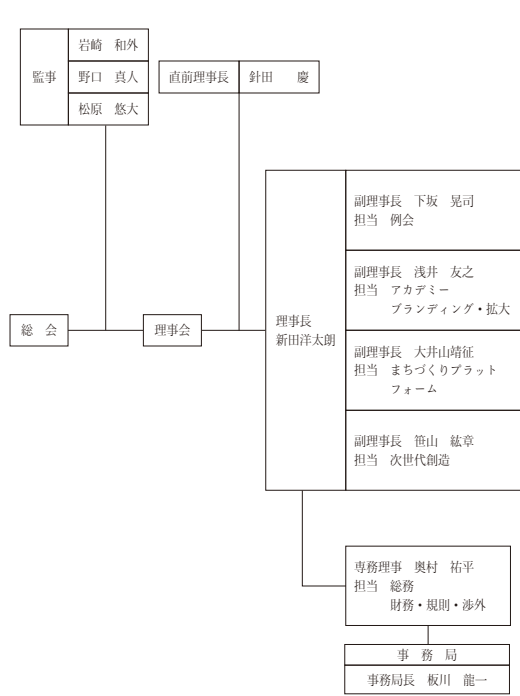 監事
岩崎　和外
野口　真人
松原　悠大
直前理事長
針田　　慶
総　会
理事会
理事長
新田洋太朗
副理事長　下坂　晃司
担当　例会
副理事長　浅井　友之
担当　アカデミー
ブランディング・拡大
副理事長　大井山靖征
担当　まちづくりプラット
フォーム
副理事長　笹山　紘章
担当　次世代創造
専務理事　奥村　祐平
担当　総務
財務・規則・渉外
事　務　局
事務局長　板川　龍一